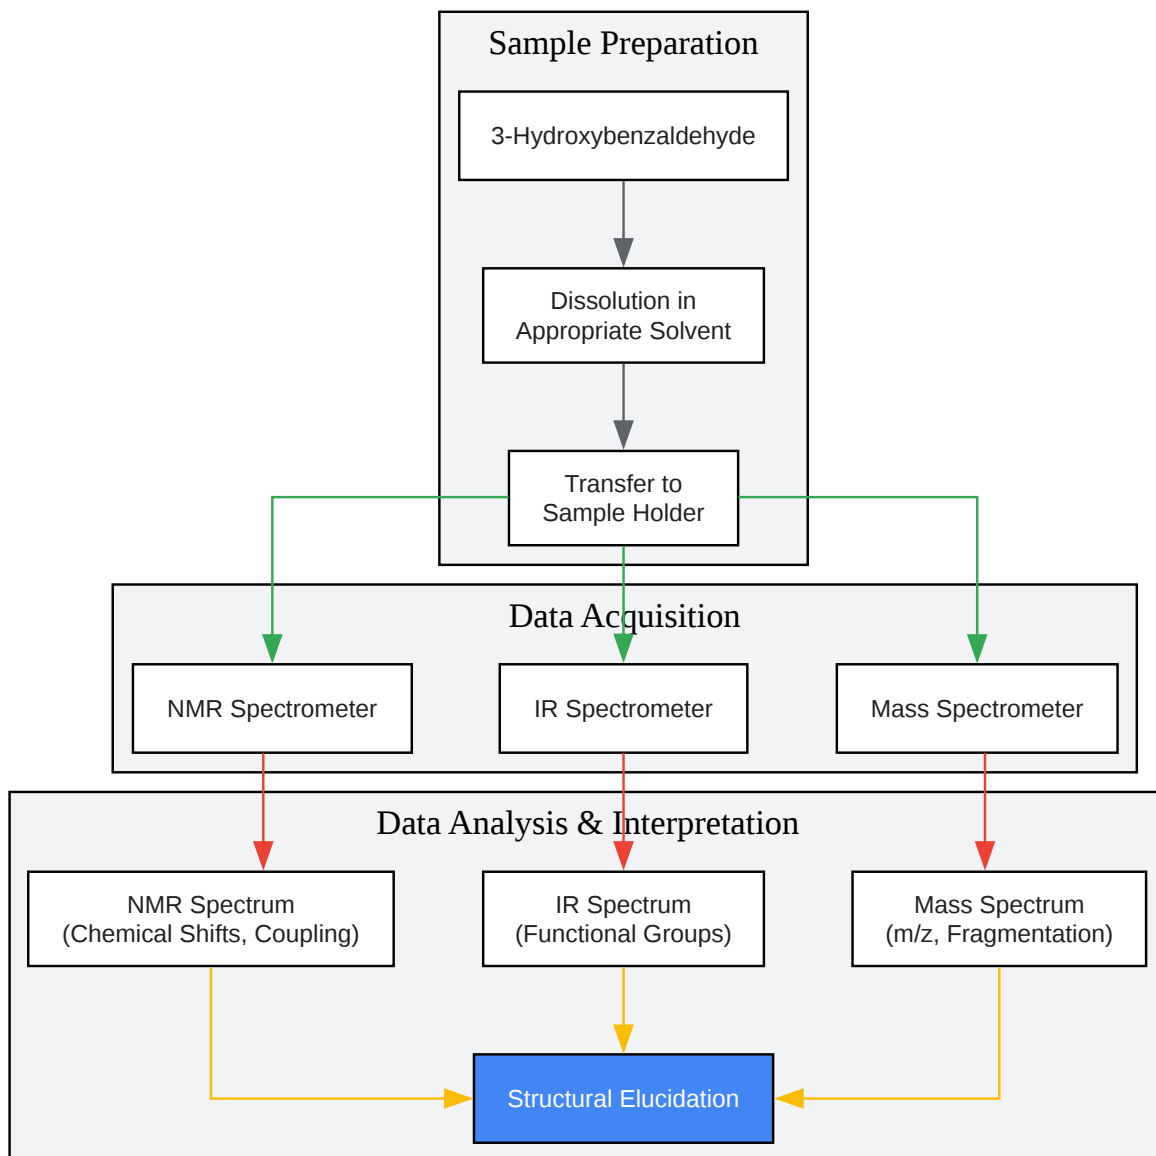 Sample Preparation
3-Hydroxybenzaldehyde
Dissolution in
Appropriate Solvent
Transfer to
Sample Holder
Data Acquisition
NMR Spectrometer
IR Spectrometer
Mass Spectrometer
Data Analysis & Interpretation
NMR Spectrum
(Chemical Shifts, Coupling)
IR Spectrum
(Functional Groups)
Mass Spectrum
(m/z, Fragmentation)
Structural Elucidation